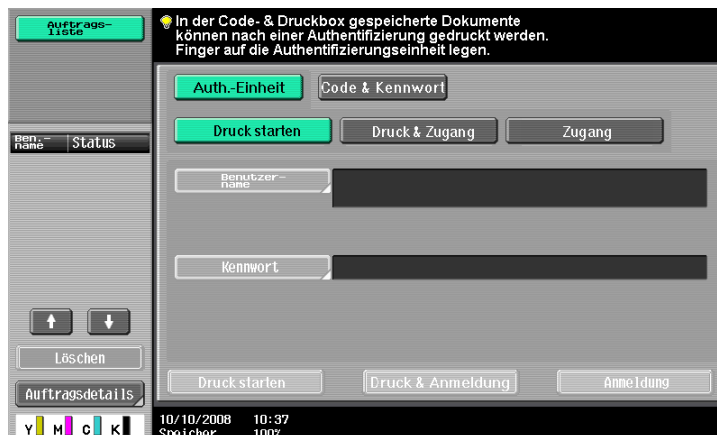 Auftrags-
liste
In der Code- & Druckbox gespeicherte Dokumente
können nach einer Authentifizierung gedruckt werden.
Finger auf die Authentifizierungseinheit legen.
Auth.-Einheit
Code & Kennwort
Druck starten
Druck & Zugang
Zugang
Ben.-
name
Status
Benutzer-
name
Kennwort
Löschen
Auftragsdetails
Druck starten
Druck & Anmeldung
Anmeldung
Y M C K
10/10/2008 10:37
Speicher 100%